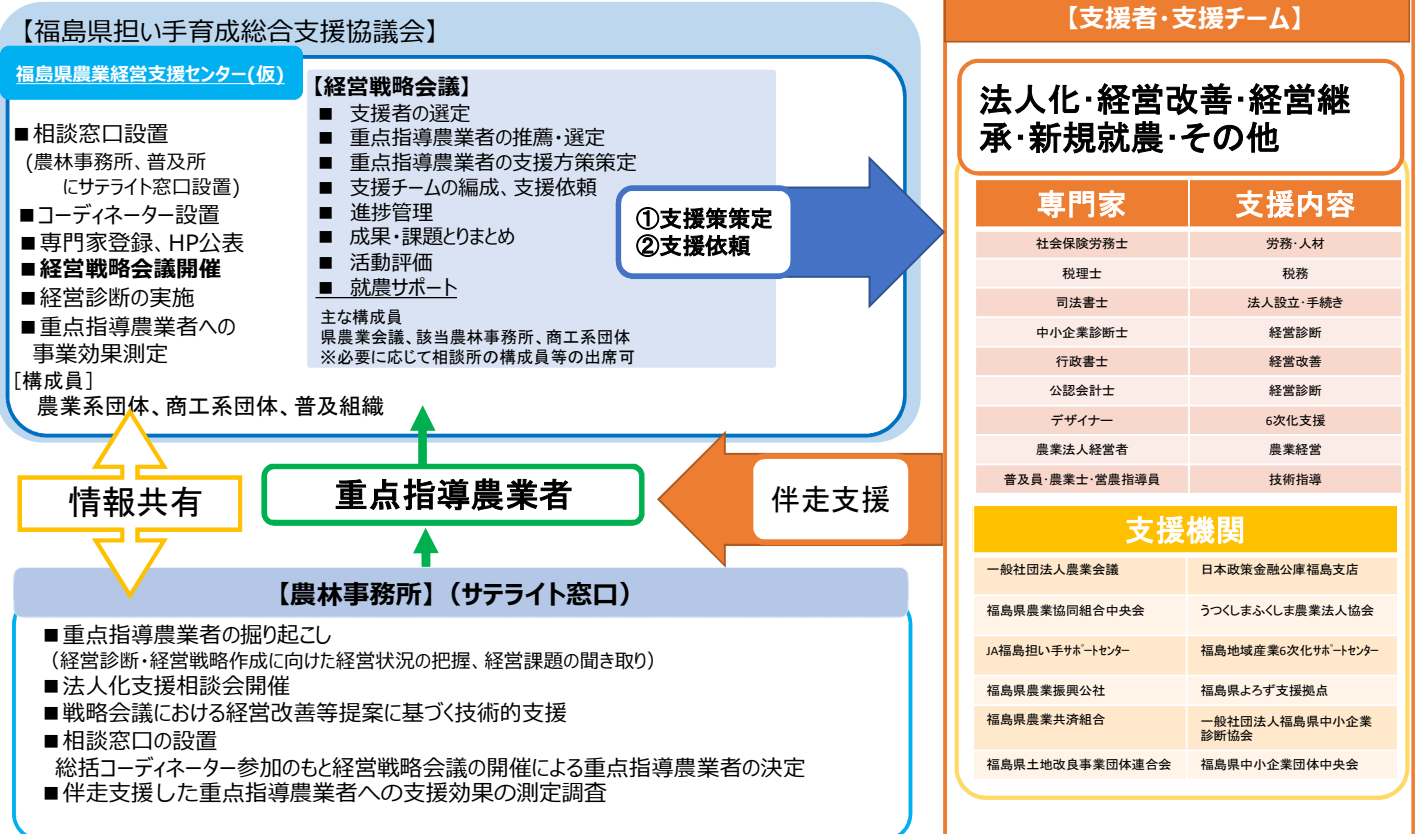 【福島県担い手育成総合支援協議会】
福島県農業経営支援センター(仮)
■相談窓口設置
(農林事務所、普及所
にサテライト窓口設置)
■コーディネーター設置
■専門家登録、HP公表
■経営戦略会議開催
■経営診断の実施
■重点指導農業者への
事業効果測定
[構成員]
農業系団体、商工系団体、普及組織
【経営戦略会議】
■ 支援者の選定
■ 重点指導農業者の推薦・選定
■ 重点指導農業者の支援方策策定
■ 支援チームの編成、支援依頼
■ 進捗管理
■ 成果・課題とりまとめ
■ 活動評価
■ 就農サポート
主な構成員
県農業会議、該当農林事務所、商工系団体
※必要に応じて相談所の構成員等の出席可
①支援策策定
②支援依頼
情報共有
重点指導農業者
伴走支援
【農林事務所】（サテライト窓口）
■重点指導農業者の掘り起こし
（経営診断・経営戦略作成に向けた経営状況の把握、経営課題の聞き取り）
■法人化支援相談会開催
■戦略会議における経営改善等提案に基づく技術的支援
■相談窓口の設置
総括コーディネーター参加のもと経営戦略会議の開催による重点指導農業者の決定
■伴走支援した重点指導農業者への支援効果の測定調査
【支援者・支援チーム】
法人化・経営改善・経営継
承・新規就農・その他
専門家 支援内容
社会保険労務士 労務・人材
税理士 税務
司法書士 法人設立・手続き
中小企業診断士 経営診断
行政書士 経営改善
公認会計士 経営診断
デザイナー 6次化支援
農業法人経営者 農業経営
普及員・農業士・営農指導員 技術指導
支援機関
一般社団法人農業会議 日本政策金融公庫福島支店
福島県農業協同組合中央会 うつくしまふくしま農業法人協会
JA福島担い手ｻﾎﾟｰﾄｾﾝﾀｰ 福島地域産業6次化ｻﾎﾟｰﾄｾﾝﾀｰ
福島県農業振興公社 福島県よろず支援拠点
福島県農業共済組合 一般社団法人福島県中小企業
診断協会
福島県土地改良事業団体連合会 福島県中小企業団体中央会